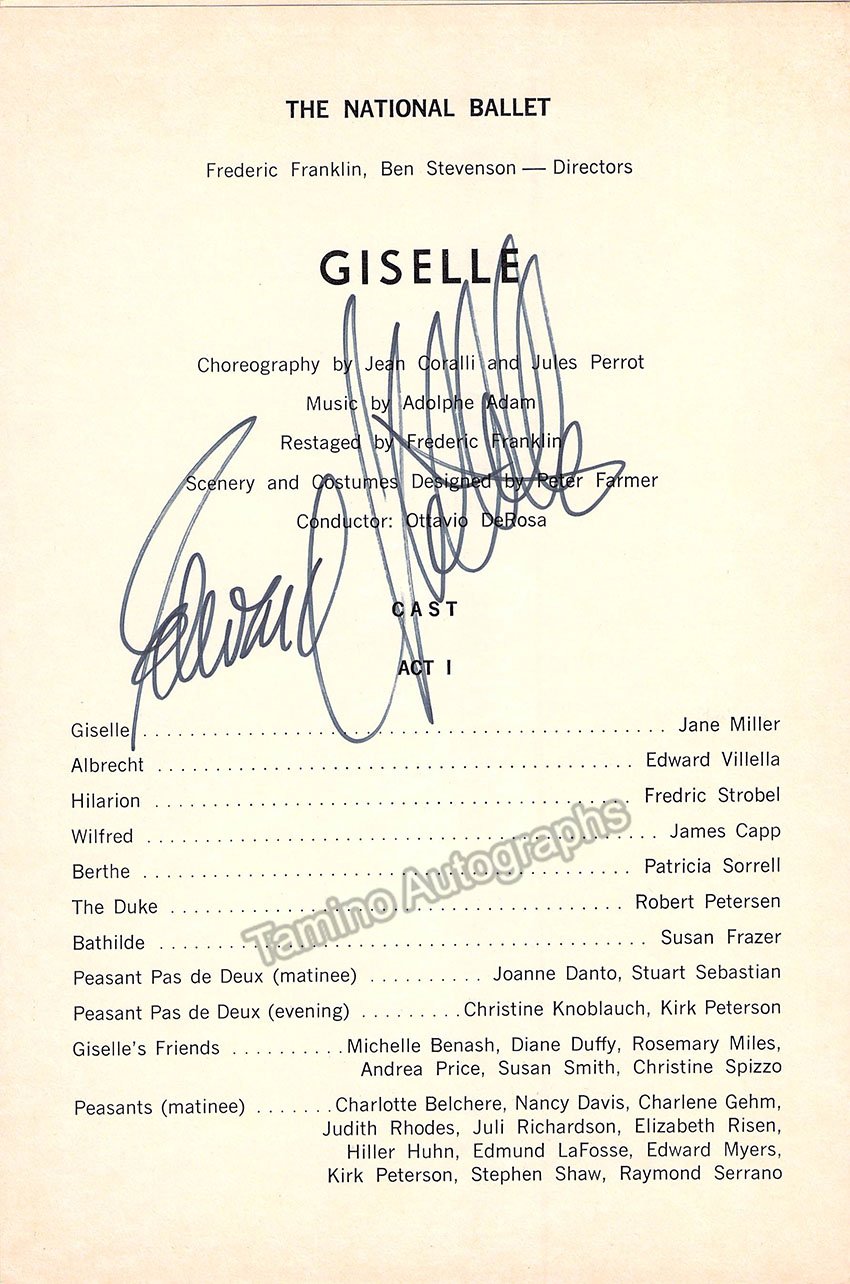 THE NATIONAL BALLET
Frederic Franklin, Ben Stevenson — Directors
GISELLE
Choreography by Jean Coralli and Jules Perrot
Music by Adolphe Adam
Restaged by Frederic Franklin
Scenery and Costumes Designed by Peter Farmer
Conductor: Ottavio DeRosa
Edward Villella
CAST
ACT I
Giselle . . . . . . . . . . . . . . . . . . . . Jane Miller
Albrecht . . . . . . . . . . . . . . . . . . . . Edward Villella
Hilarion . . . . . . . . . . . . . . . . . . . . Fredric Strobel
Wilfred . . . . . . . . . . . . . . . . . . . . James Capp
Berthe . . . . . . . . . . . . . . . . . . . . Patricia Sorrell
The Duke . . . . . . . . . . . . . . . . . . . . Robert Petersen
Bathilde . . . . . . . . . . . . . . . . . . . . Susan Frazer
Tamino Autographs
Peasant Pas de Deux (matinee) . . . . . . . . . . Joanne Danto, Stuart Sebastian
Peasant Pas de Deux (evening) . . . . . . . . . Christine Knoblauch, Kirk Peterson
Giselle's Friends . . . . . . . . . . Michelle Benash, Diane Duffy, Rosemary Miles,
Andrea Price, Susan Smith, Christine Spizzo
Peasants (matinee) . . . . . . . Charlotte Belchere, Nancy Davis, Charlene Gehm,
Judith Rhodes, Juli Richardson, Elizabeth Risen,
Hiller Huhn, Edmund LaFosse, Edward Myers,
Kirk Peterson, Stephen Shaw, Raymond Serrano